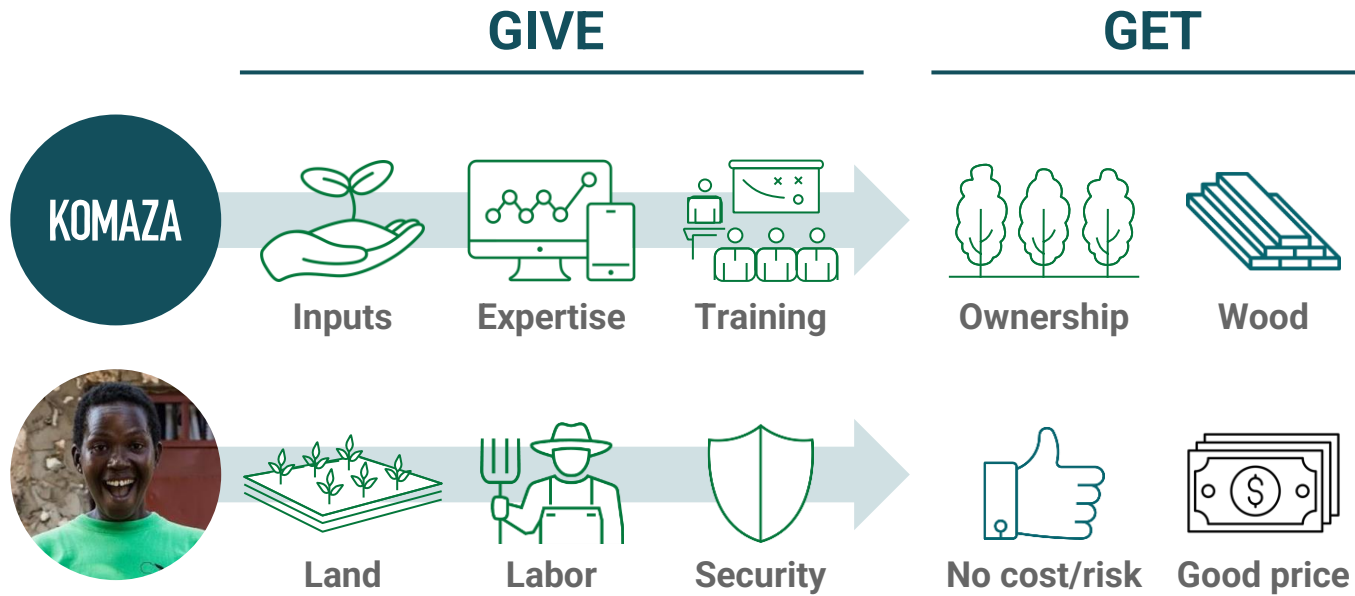 GIVE GET
KOMAZA
Inputs Expertise Training Ownership Wood
$
Land Labor Security No cost/risk Good price